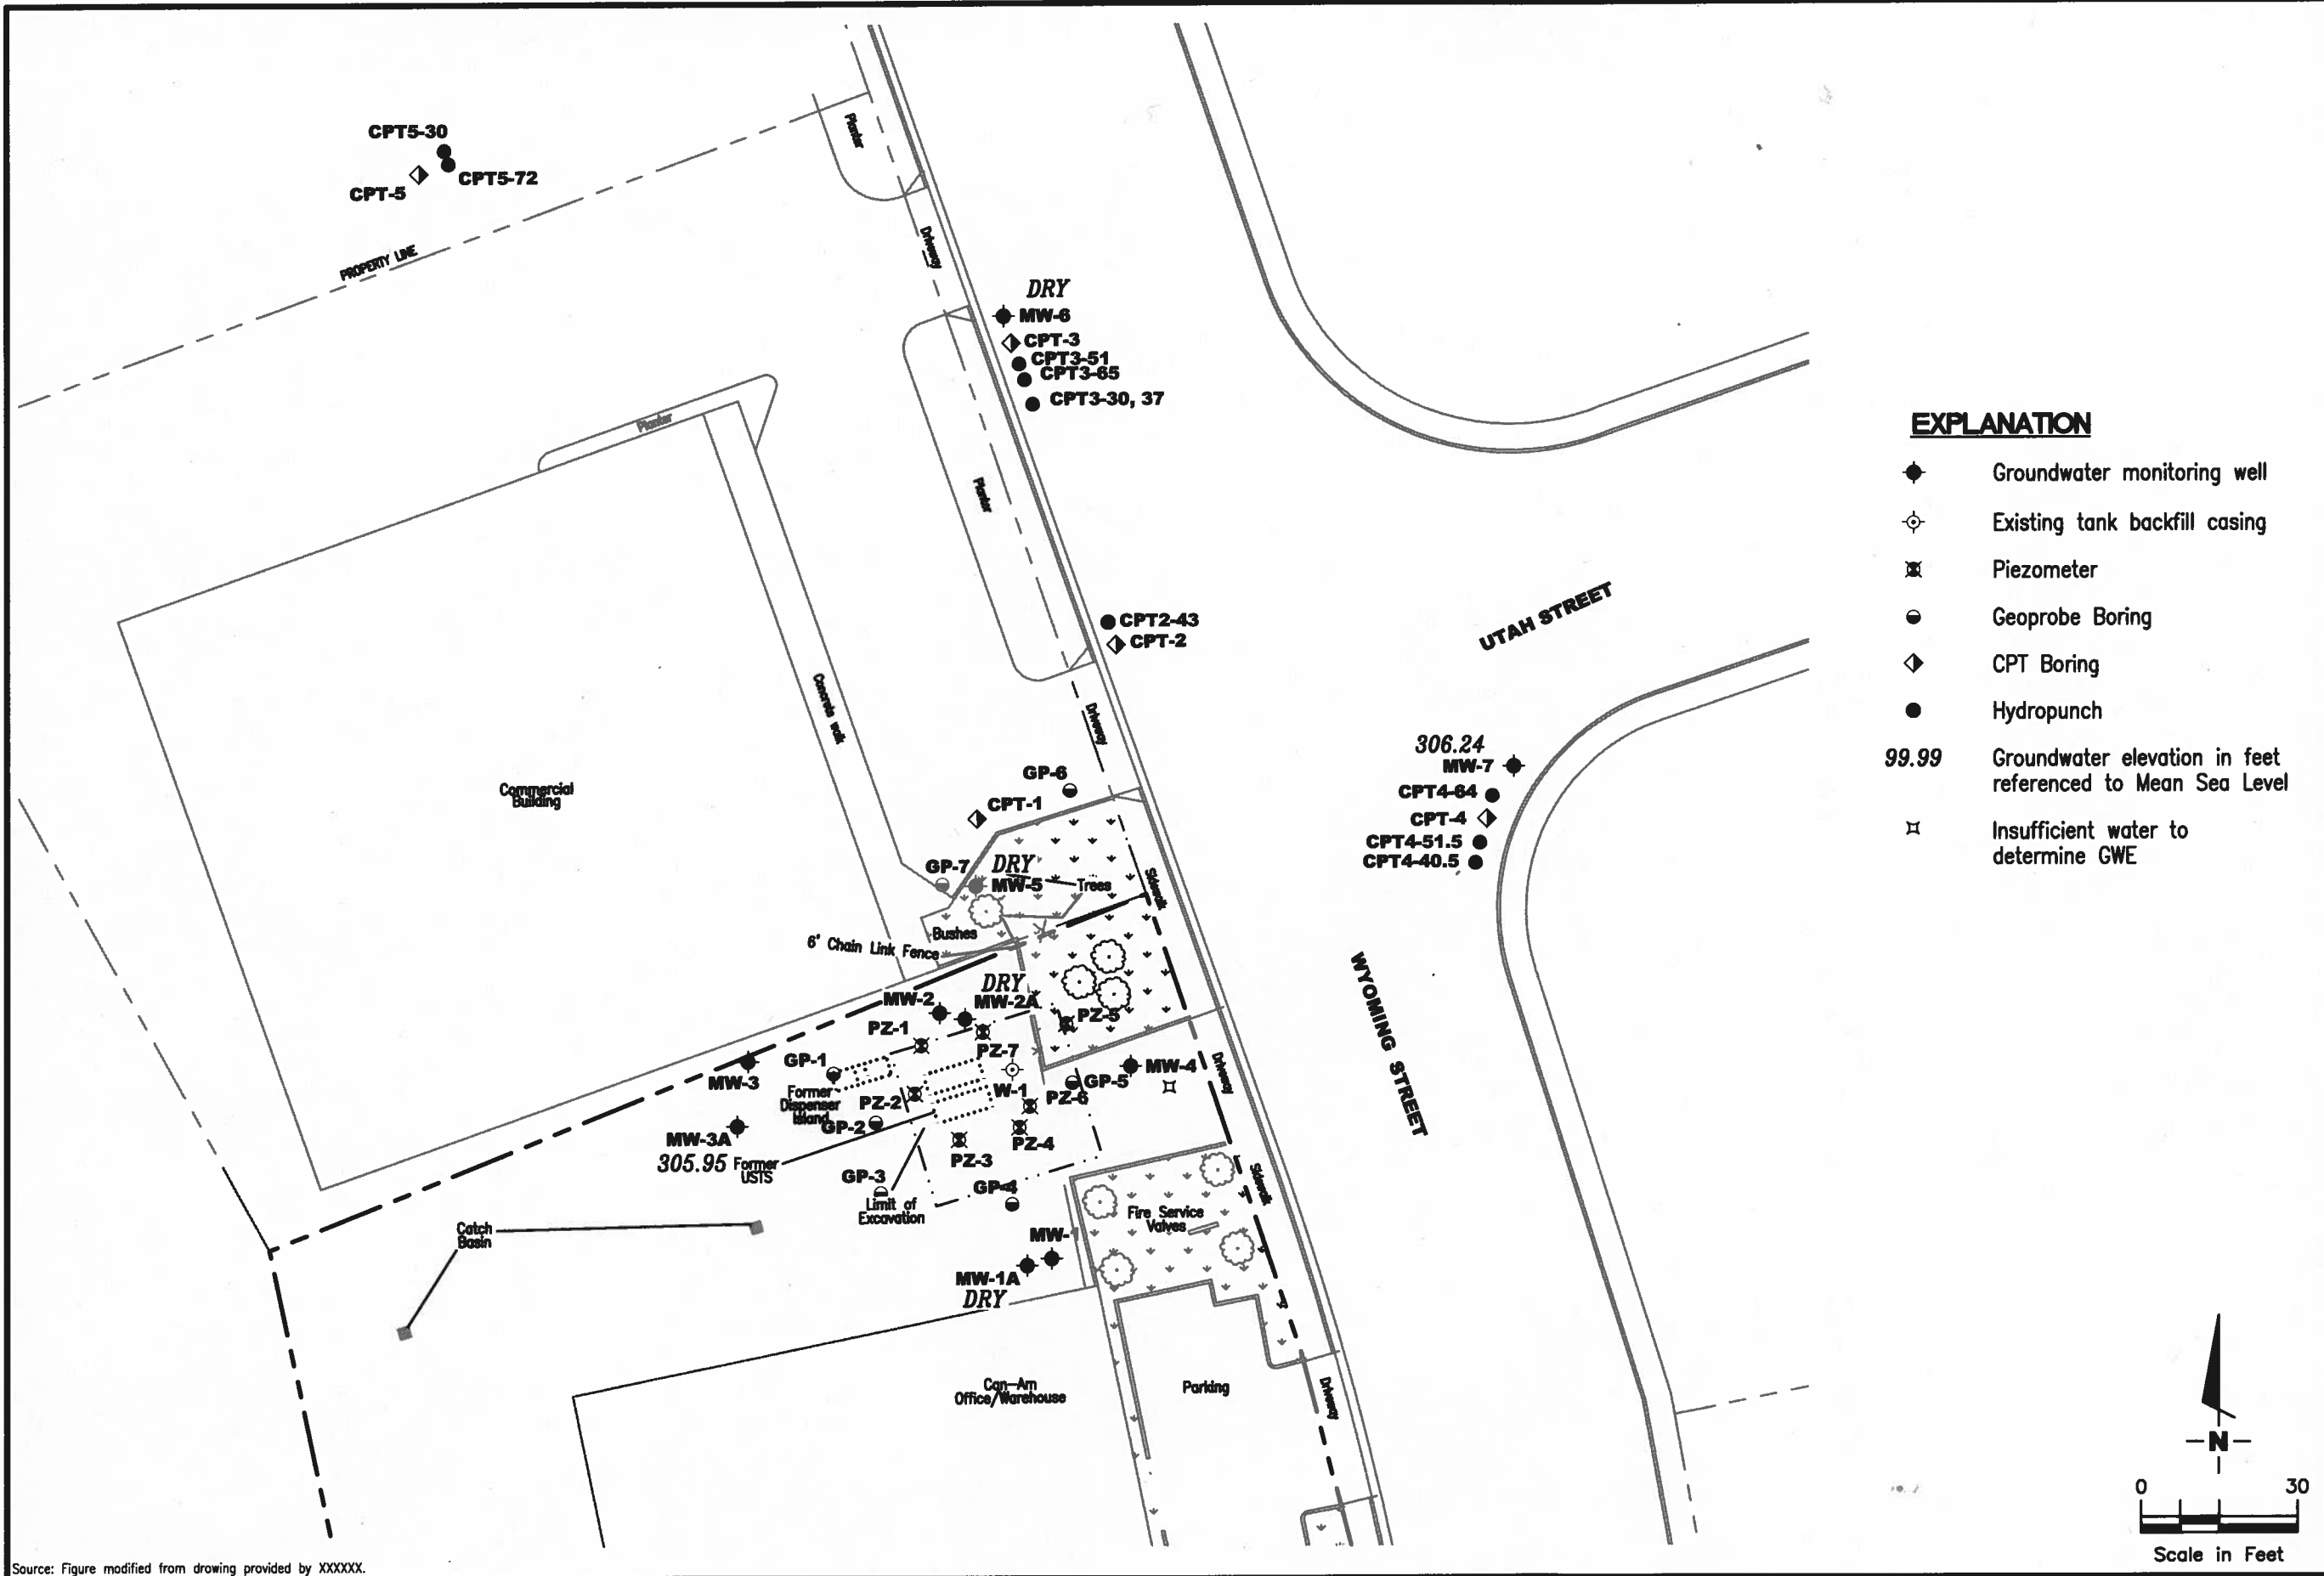 CPT5-30
CPT5-72
CPT-5
PROPERTY LINE
Planter
Driveway
DRY
MW-6
CPT-3
CPT3-51
CPT3-65
CPT3-30, 37
Planter
Planter
CPT2-43
CPT-2
Driveway
Concrete walk
Commercial
Building
UTAH STREET
WYOMING STREET
306.24
MW-7
CPT4-64
CPT-4
CPT4-51.5
CPT4-40.5
GP-6
CPT-1
GP-7
DRY
MW-5
Trees
Sidewalk
Bushes
6' Chain Link Fence
DRY
MW-2
MW-2A
PZ-1
PZ-5
PZ-7
GP-1
MW-3
W-1
GP-5
MW-4
Driveway
Former
Dispenser
Island
PZ-2
PZ-6
GP-2
MW-3A
305.95
Former
USTS
PZ-4
PZ-3
GP-3
Limit of
Excavation
GP-4
Sidewalk
Fire Service
Valves
Catch
Basin
MW-1
MW-1A
DRY
Can-Am
Office/Warehouse
Parking
Driveway
EXPLANATION
Groundwater monitoring well
Existing tank backfill casing
Piezometer
Geoprobe Boring
CPT Boring
Hydropunch
99.99 Groundwater elevation in feet
referenced to Mean Sea Level
Insufficient water to
determine GWE
N
0 30
Scale in Feet
Source: Figure modified from drowing provided by XXXXXX.